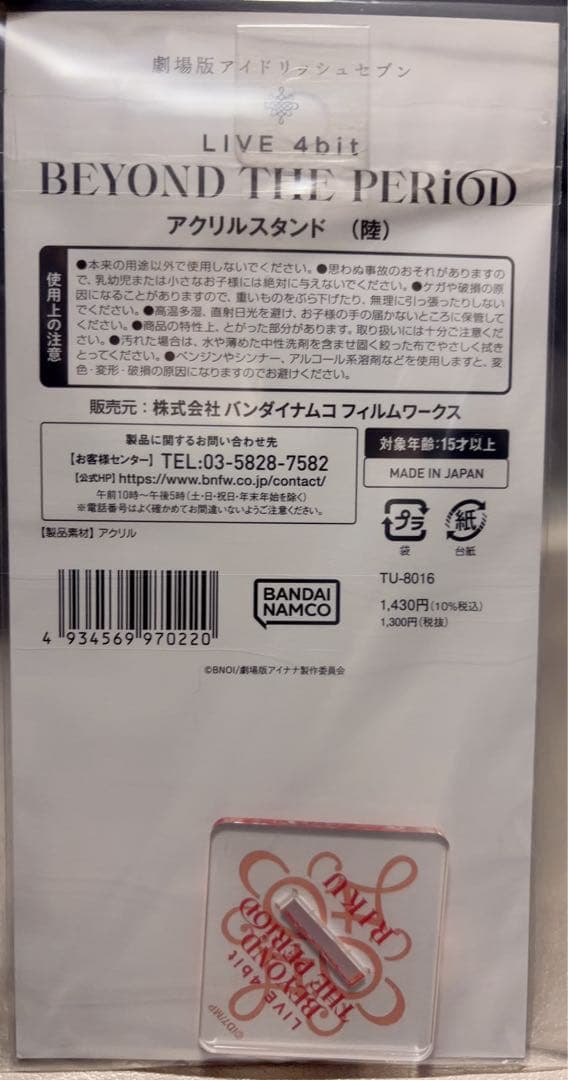 劇場版アイドリッシュセブン
LIVE 4bit
BEYOND THE PERiOD
アクリルスタンド (陸)
使用上の注意
●本来の用途以外で使用しないでください。●思わぬ事故のおそれがありますの
で、乳幼児または小さなお子様には絶対に与えないでください。●ケガや破損の原
因になることがありますので、重いものをぶら下げたり、無理に引っ張ったりしない
でください。●高温多湿、直射日光を避け、お子様の手の届かないところに保管して
ください。●商品の特性上、とがった部分があります。取り扱いには十分ご注意くだ
さい。●汚れた場合は、水や薄めた中性洗剤を含ませ固く絞った布でやさしく拭き
とってください。●ベンジンやシンナー、アルコール系溶剤などを使用しますと、変
色・変形・破損の原因になりますのでお避けください。
販売元：株式会社 バンダイナムコ フィルムワークス
製品に関するお問い合わせ先
【お客様センター】 TEL:03-5828-7582
【公式HP】https://www.bnfw.co.jp/contact/
午前10時〜午後5時(土・日・祝日・年末年始を除く)
※電話番号はよく確かめてお間違いないようご注意ください。
対象年齢:15才以上
MADE IN JAPAN
【製品素材】アクリル
プラ
袋
紙
台紙
TU-8016
1,430円(10%税込)
1,300円(税抜)
4 934569 970220
BANDAI
NAMCO
©BNOI/劇場版アイナナ製作委員会
RIKU
LIVE 4bit
BEYOND
THE PERiOD
©ID7/MP